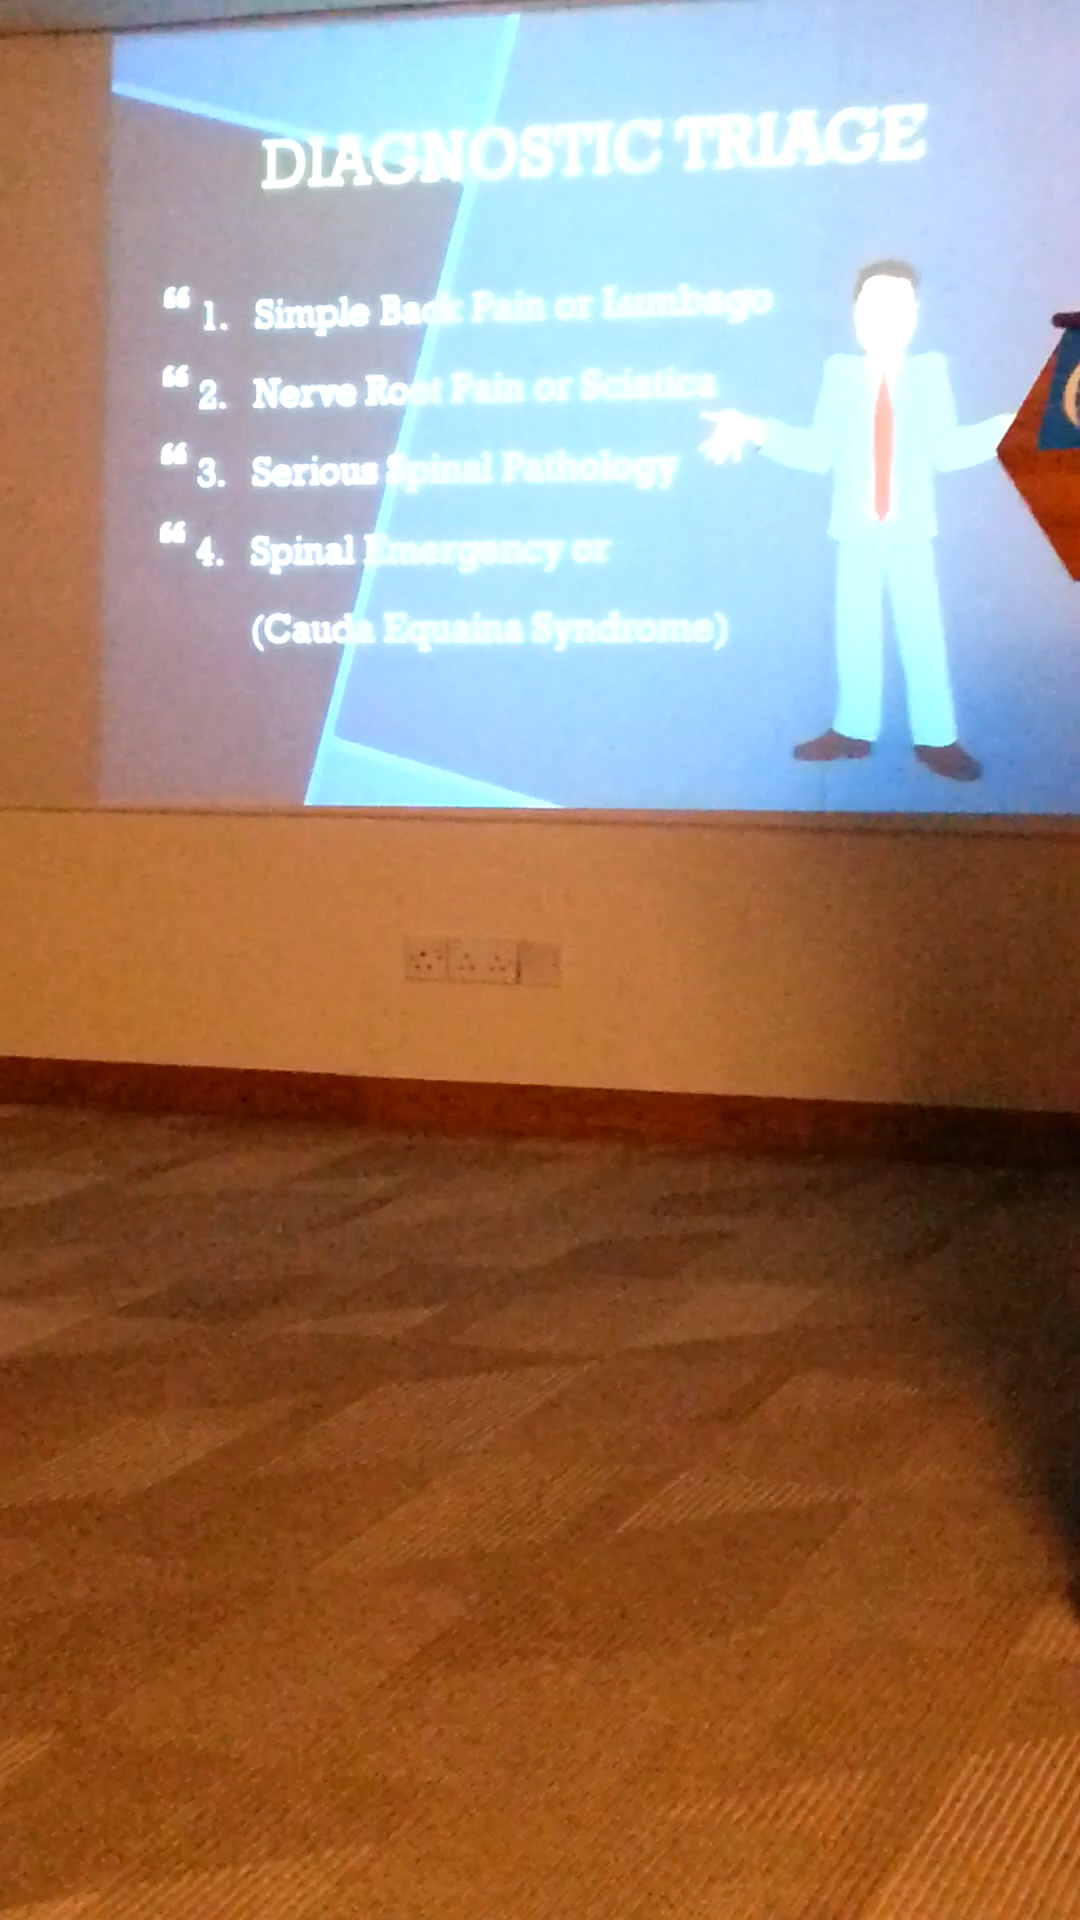 DIAGNOSTIC TRIAGE
“ 1. Simple Back Pain or Lumbago
“ 2. Nerve Root Pain or Sciatica
“ 3. Serious Spinal Pathology
“ 4. Spinal Emergency or
(Cauda Equaina Syndrome)